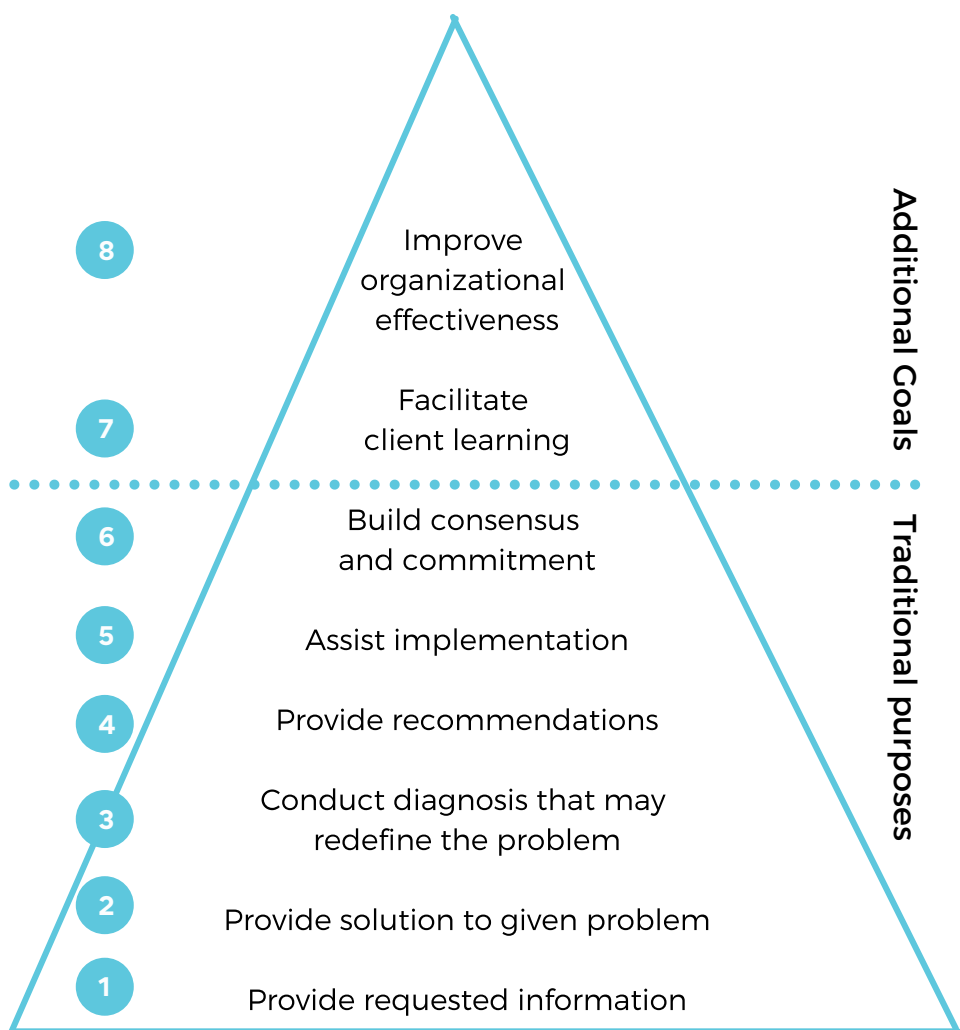 8
Improve
organizational
effectiveness
Additional Goals
7
Facilitate
client learning
6
Build consensus
and commitment
Traditional purposes
5
Assist implementation
4
Provide recommendations
3
Conduct diagnosis that may
redefine the problem
2
Provide solution to given problem
1
Provide requested information